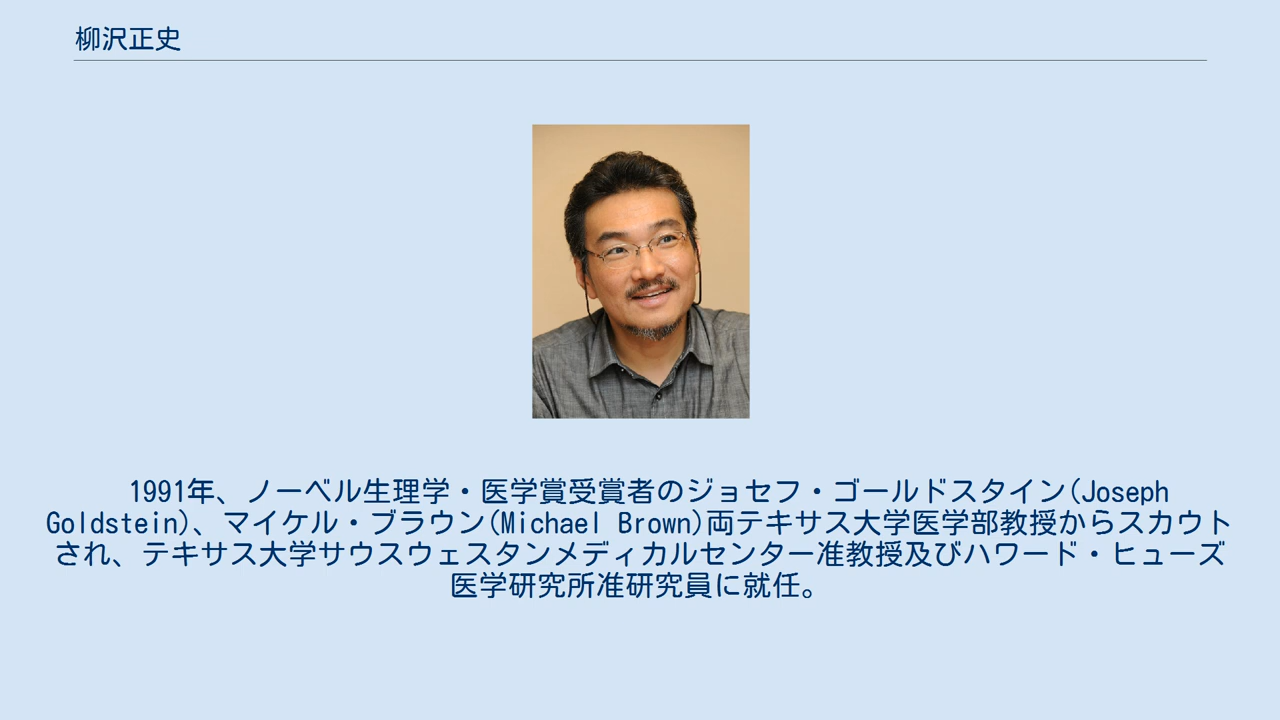 柳沢正史
1991年、ノーベル生理学・医学賞受賞者のジョセフ・ゴールドスタイン(Joseph
Goldstein)、マイケル・ブラウン(Michael Brown)両テキサス大学医学部教授からスカウト
され、テキサス大学サウスウェスタンメディカルセンター准教授及びハワード・ヒューズ
医学研究所准研究員に就任。